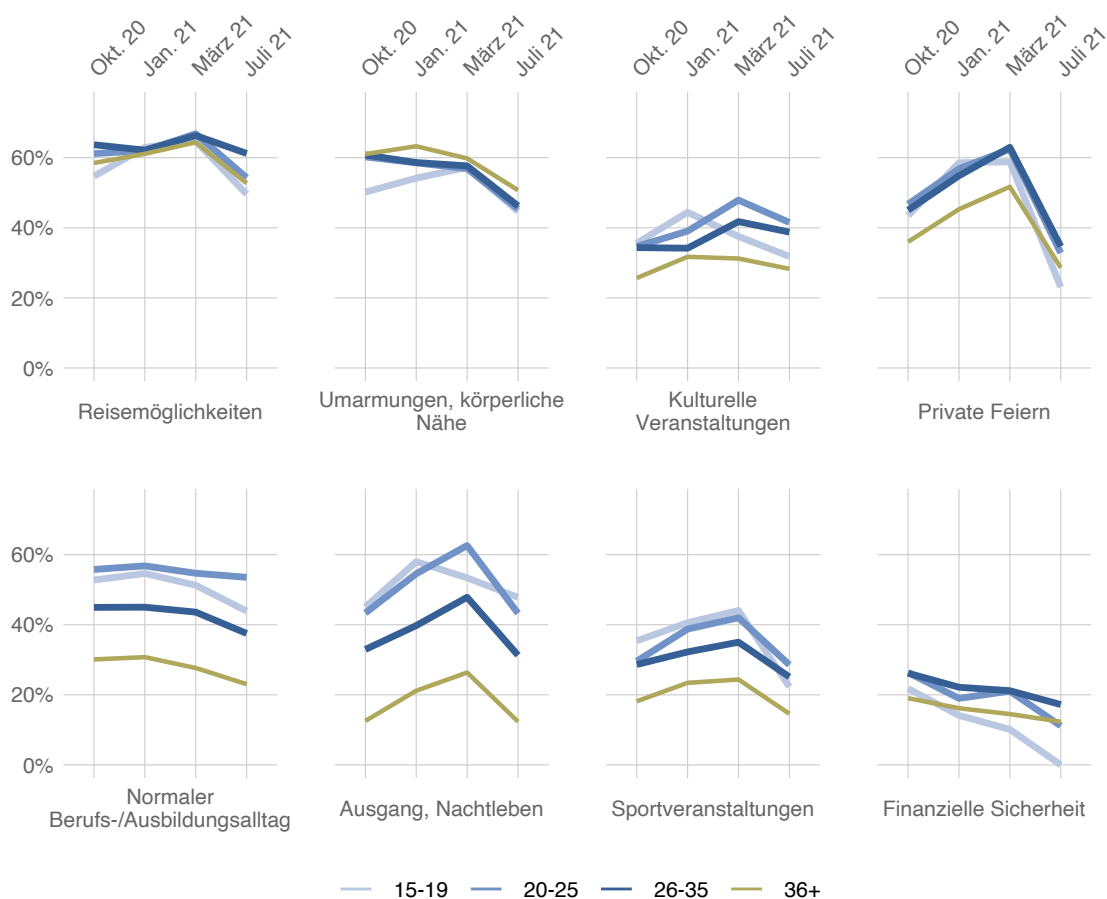 Okt. 20 Jan. 21 März 21 Juli 21 Okt. 20 Jan. 21 März 21 Juli 21 Okt. 20 Jan. 21 März 21 Juli 21 Okt. 20 Jan. 21 März 21 Juli 21
60%
40%
20%
0%
Reisemöglichkeiten
Umarmungen, körperliche
Nähe
Kulturelle
Veranstaltungen
Private Feiern
60%
40%
20%
0%
Normaler
Berufs-/Ausbildungsalltag
Ausgang, Nachtleben
Sportveranstaltungen
Finanzielle Sicherheit
15-19 20-25 26-35 36+